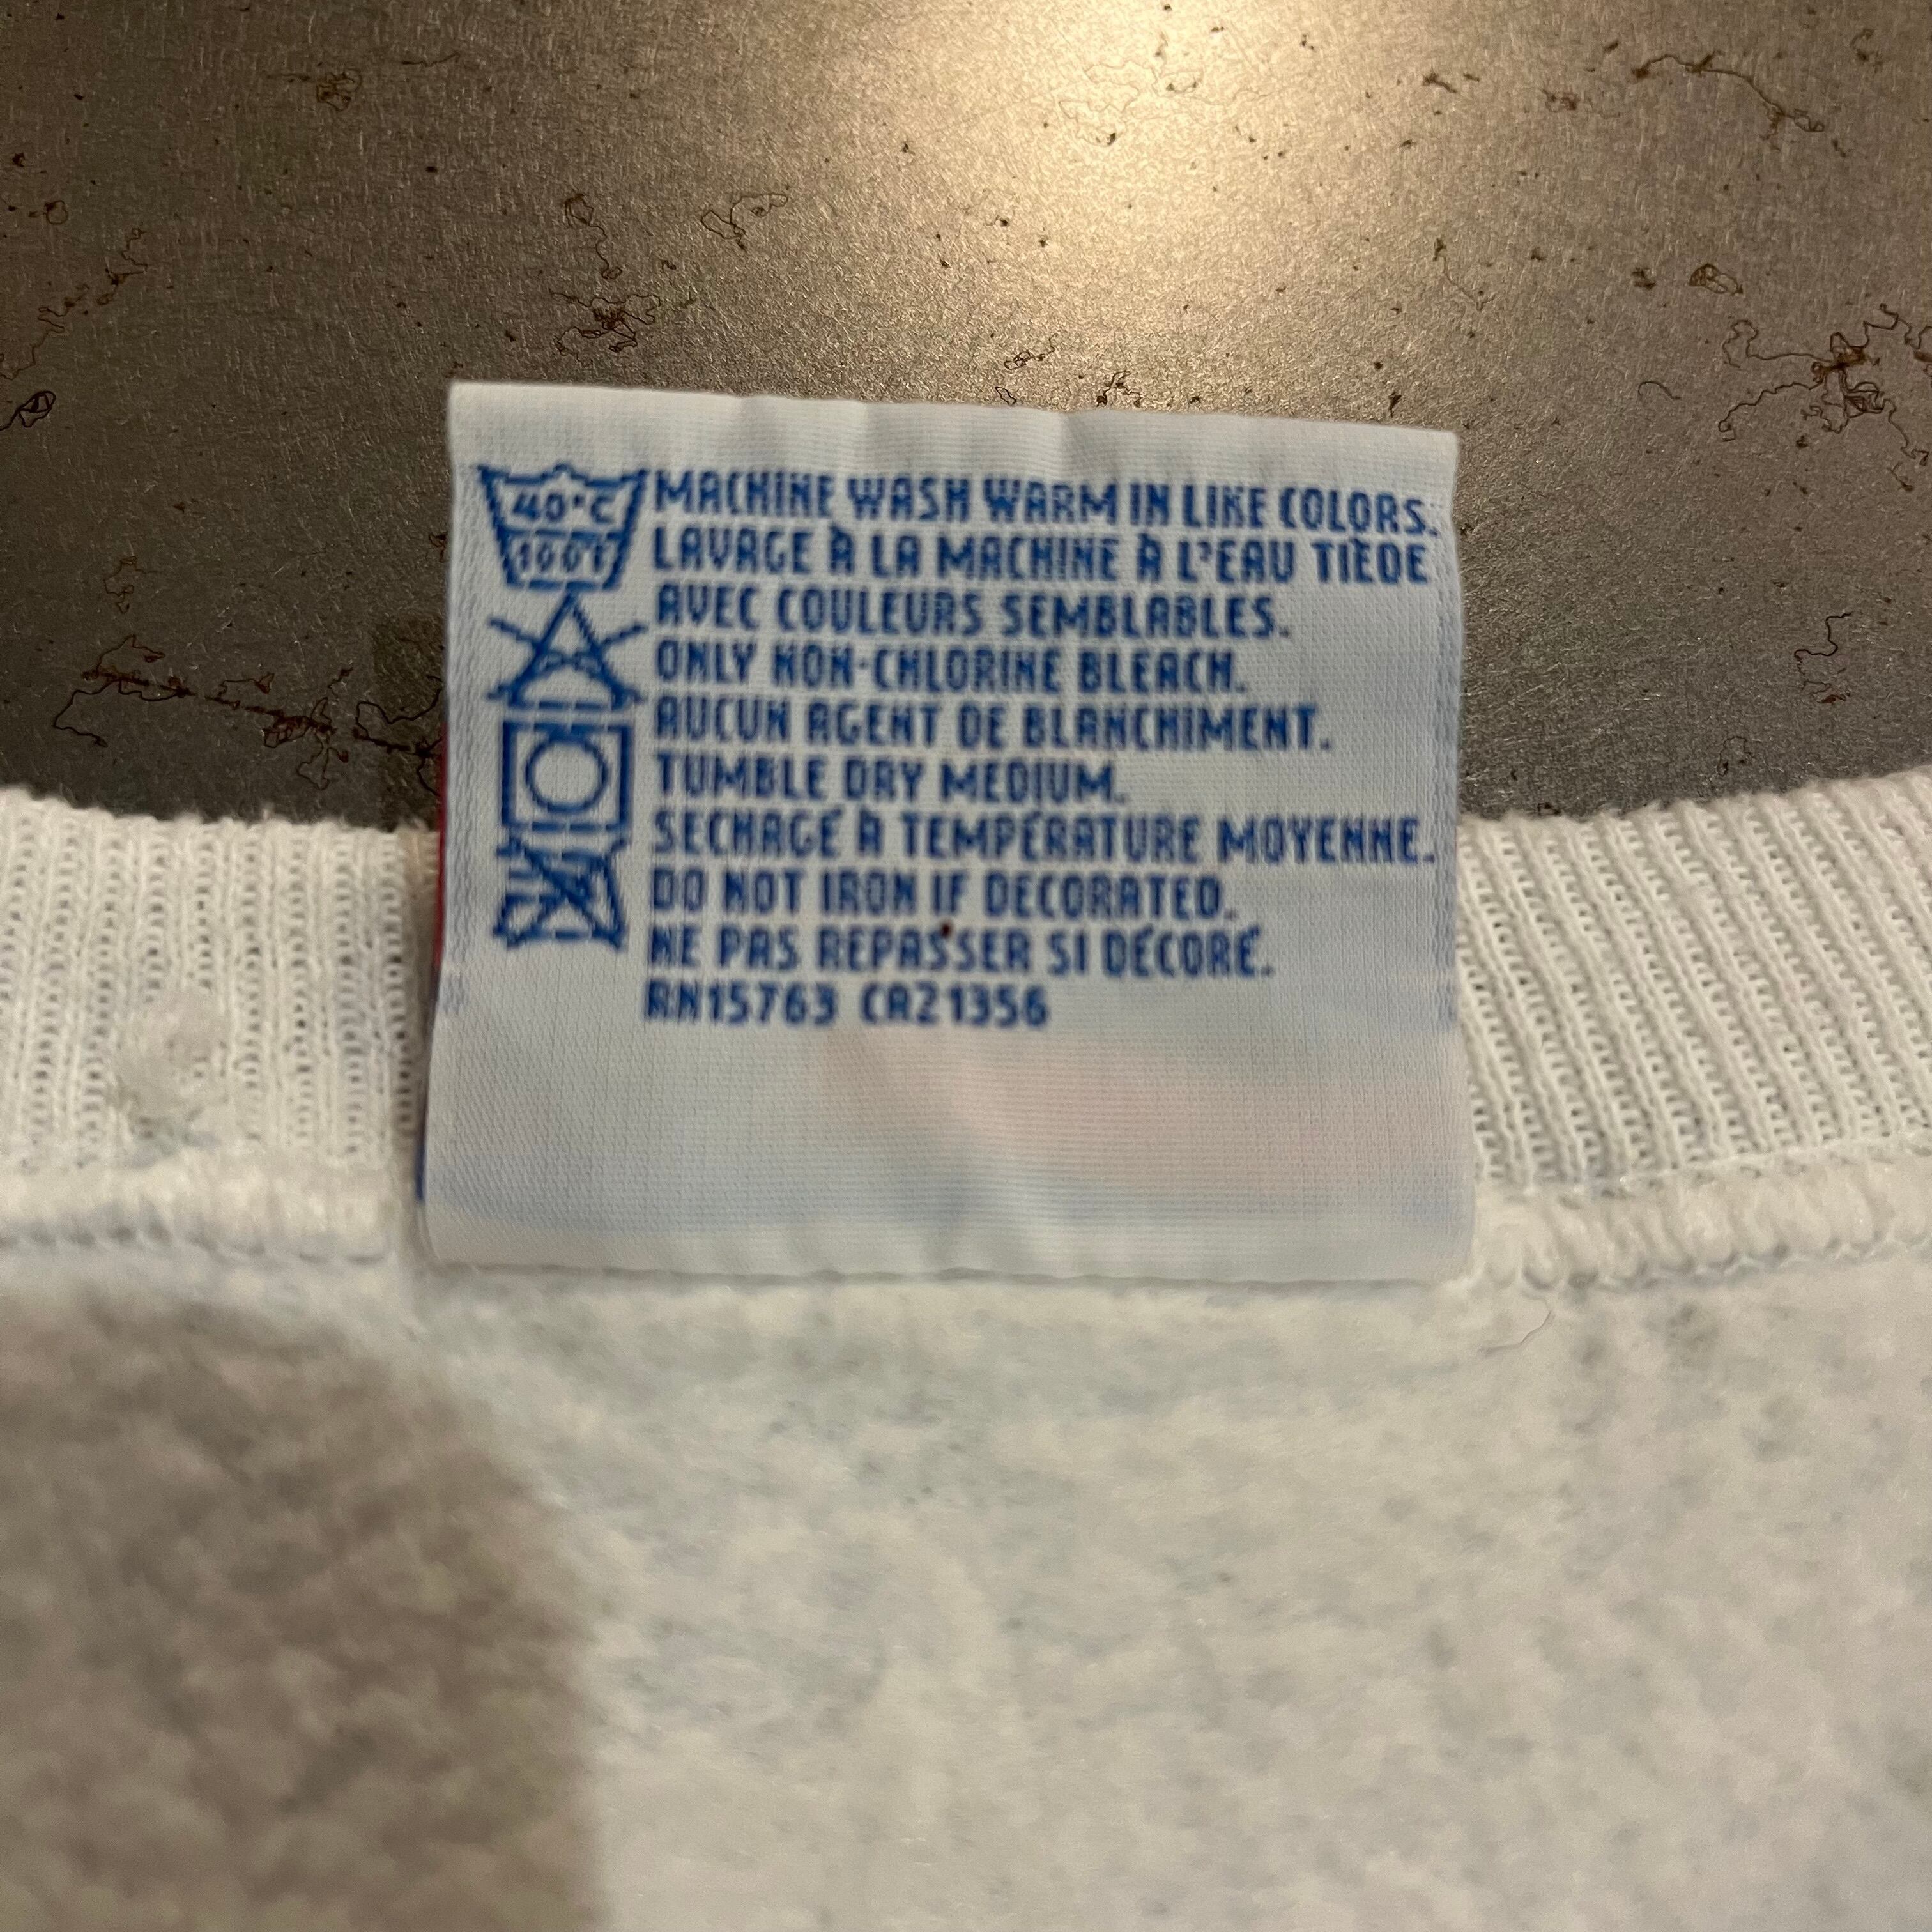 40°C
100F
MACHINE WASH WARM IN LIKE COLORS.
LAVAGE À LA MACHINE À L'EAU TIÈDE
AVEC COULEURS SEMBLABLES.
ONLY NON-CHLORINE BLEACH.
AUCUN AGENT DE BLANCHIMENT.
TUMBLE DRY MEDIUM.
SECHAGE À TEMPÉRATURE MOYENNE.
DO NOT IRON IF DECORATED.
NE PAS REPASSER SI DÉCORÉ.
RN15763 CA21356